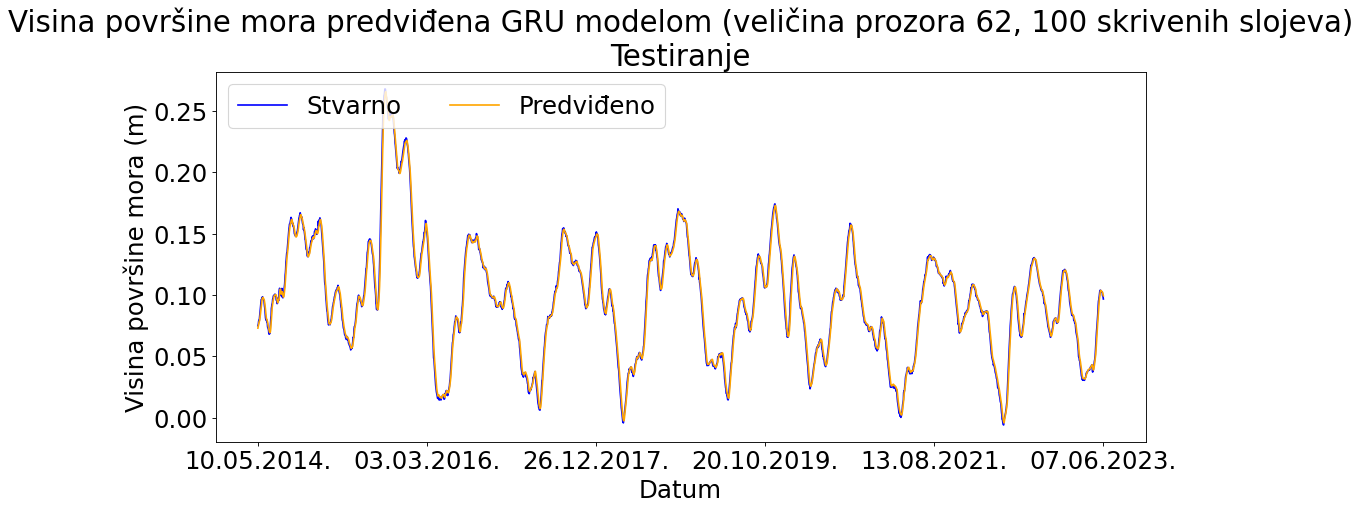 Visina površine mora predviđena GRU modelom (veličina prozora 62, 100 skrivenih slojeva)
Testiranje
Stvarno Predviđeno
Visina površine mora (m)
0.25
0.20
0.15
0.10
0.05
0.00
10.05.2014. 03.03.2016. 26.12.2017. 20.10.2019. 13.08.2021. 07.06.2023.
Datum